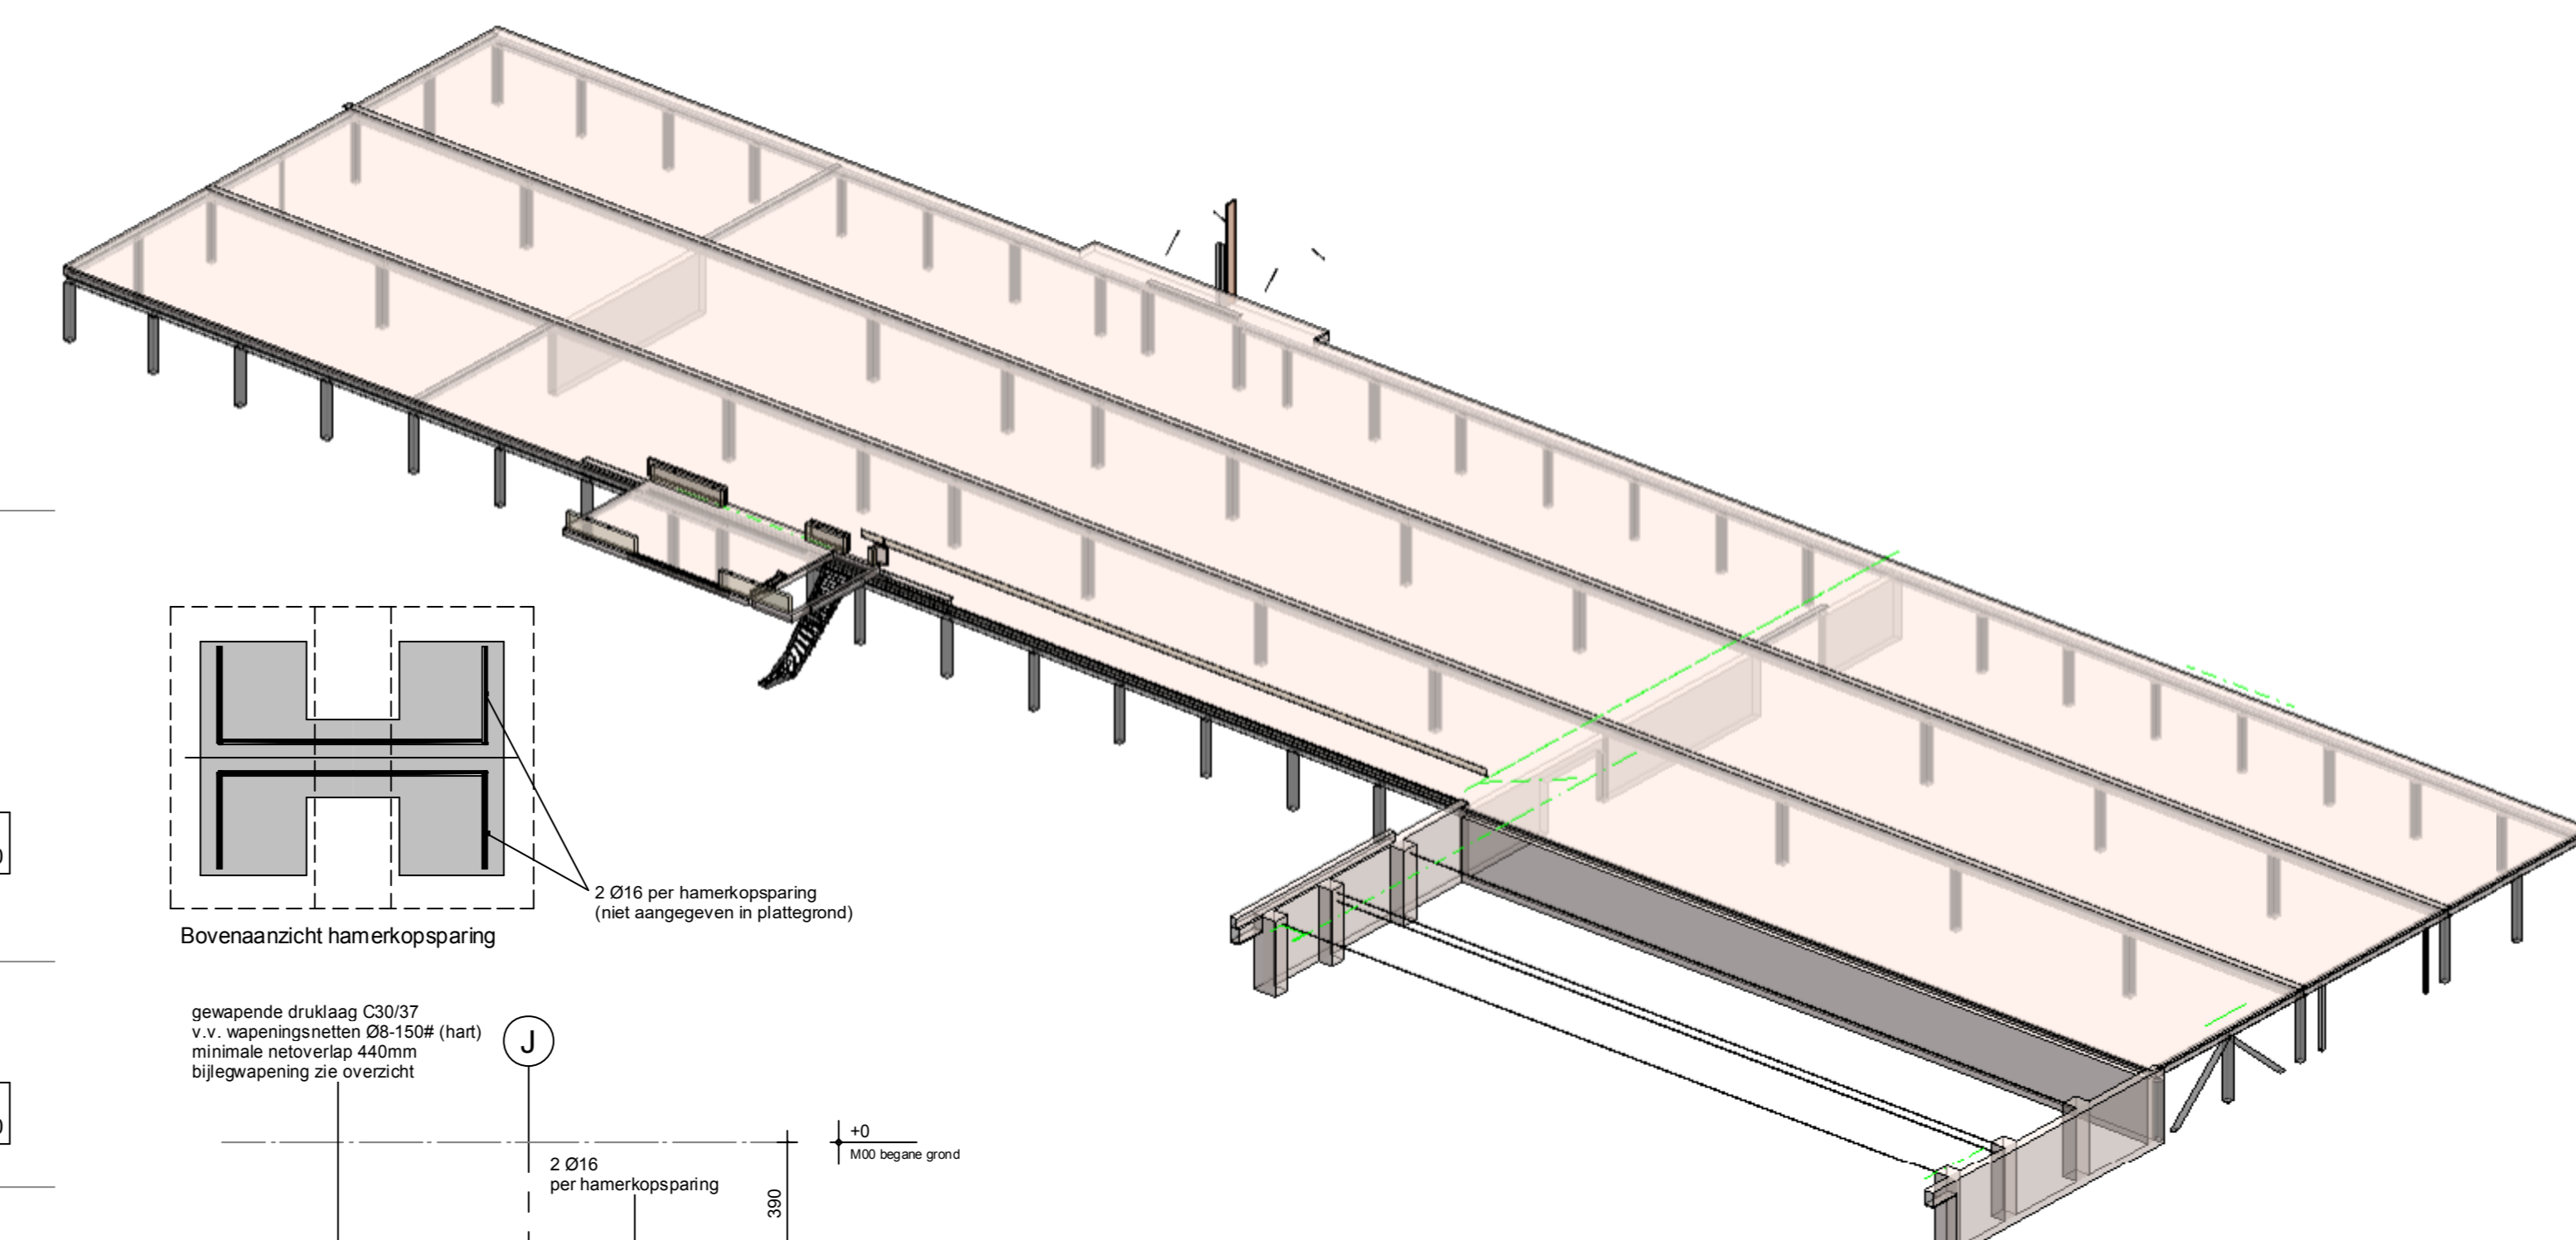 2 Ø16 per hamerkopsparing
(niet aangegeven in plattegrond)
Bovenaanzicht hamerkopsparing
gewapende druklaag C30/37
v.v. wapeningsnetten Ø8-150# (hart)
minimale netoverlap 440mm
bijlegwapening zie overzicht
J
+0
M00 begane grond
2 Ø16
per hamerkopsparing
390